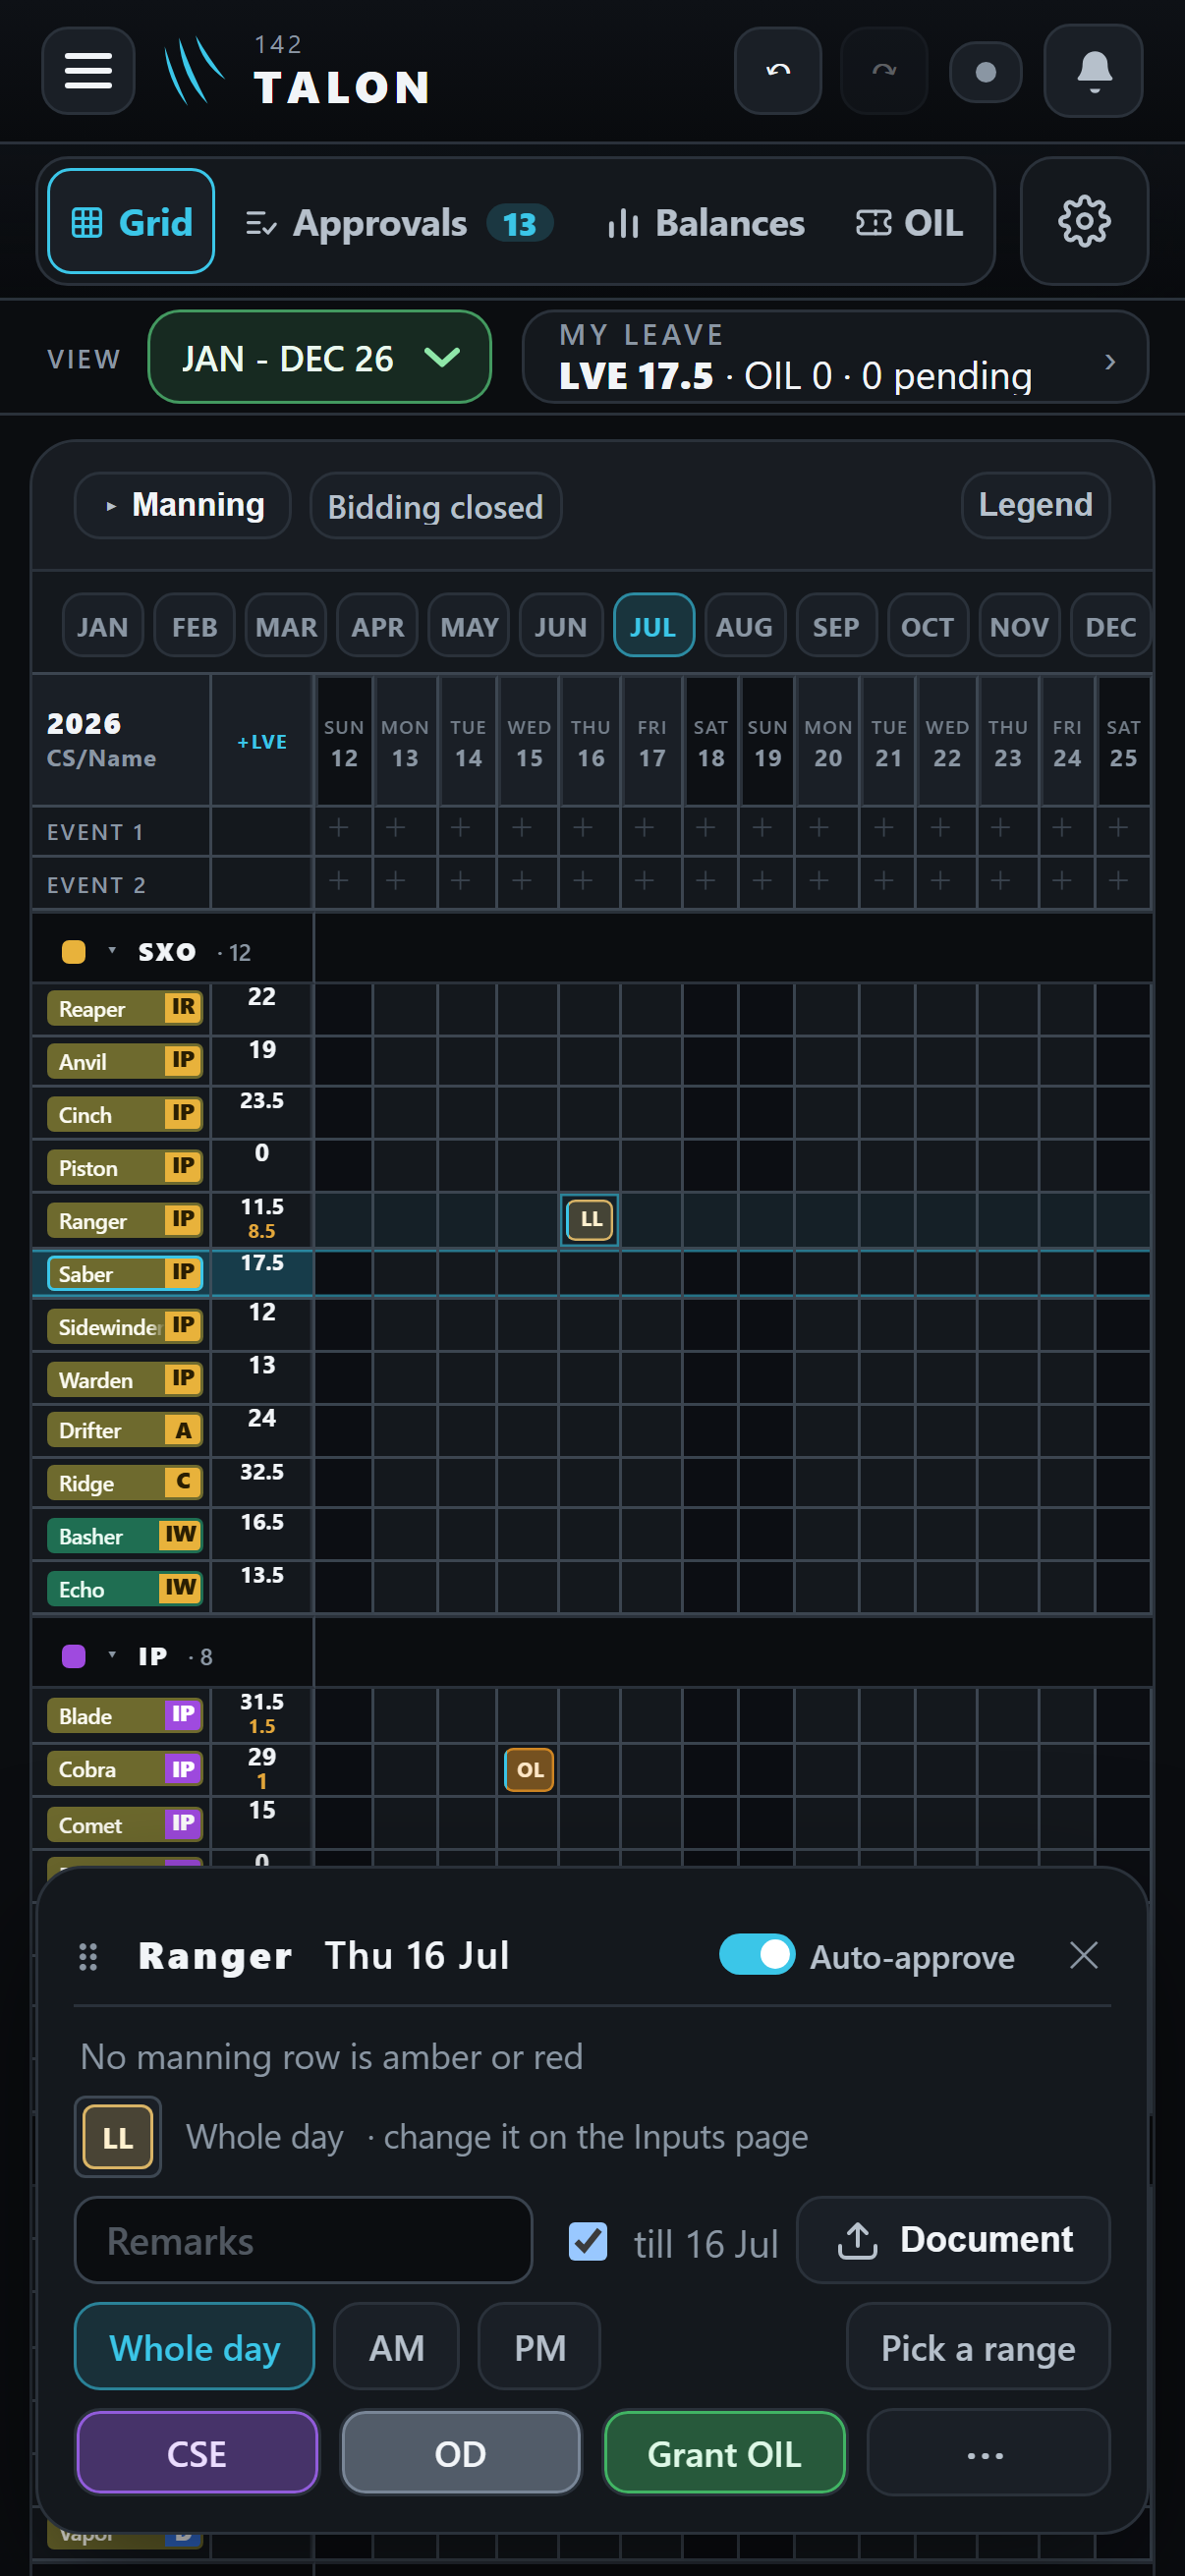 142
TALON
Grid Approvals 13 Balances OIL
VIEW JAN - DEC 26
MY LEAVE
LVE 17.5 · OIL 0 · 0 pending ›
▸ Manning Bidding closed Legend
JAN FEB MAR APR MAY JUN JUL AUG SEP OCT NOV DEC
2026
CS/Name
+LVE
SUN MON TUE WED THU FRI SAT SUN MON TUE WED THU FRI SAT
12 13 14 15 16 17 18 19 20 21 22 23 24 25
EVENT 1 + + + + + + + + + + + + + +
EVENT 2 + + + + + + + + + + + + + +
▾ SXO · 12
Reaper IR 22
Anvil IP 19
Cinch IP 23.5
Piston IP 0
Ranger IP 11.5 8.5 LL
Saber IP 17.5
Sidewinder IP 12
Warden IP 13
Drifter A 24
Ridge C 32.5
Basher IW 16.5
Echo IW 13.5
▾ IP · 8
Blade IP 31.5 1.5
Cobra IP 29 1 OL
Comet IP 15
0
Ranger Thu 16 Jul Auto-approve
No manning row is amber or red
LL Whole day · change it on the Inputs page
Remarks till 16 Jul Document
Whole day AM PM Pick a range
CSE OD Grant OIL ...
Vapor